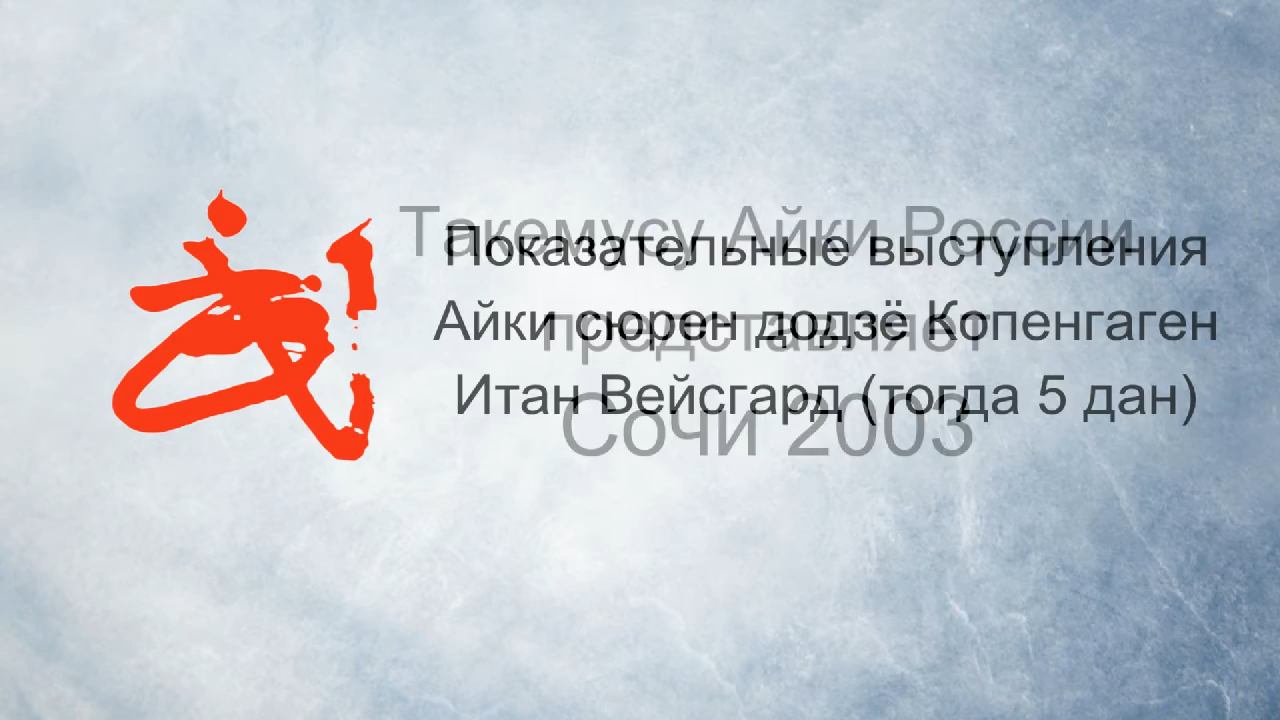 Такемусу Айки России
представляет
Сочи 2003
Показательные выступления
Айки сюрен додзё Копенгаген
Итан Вейсгард (тогда 5 дан)